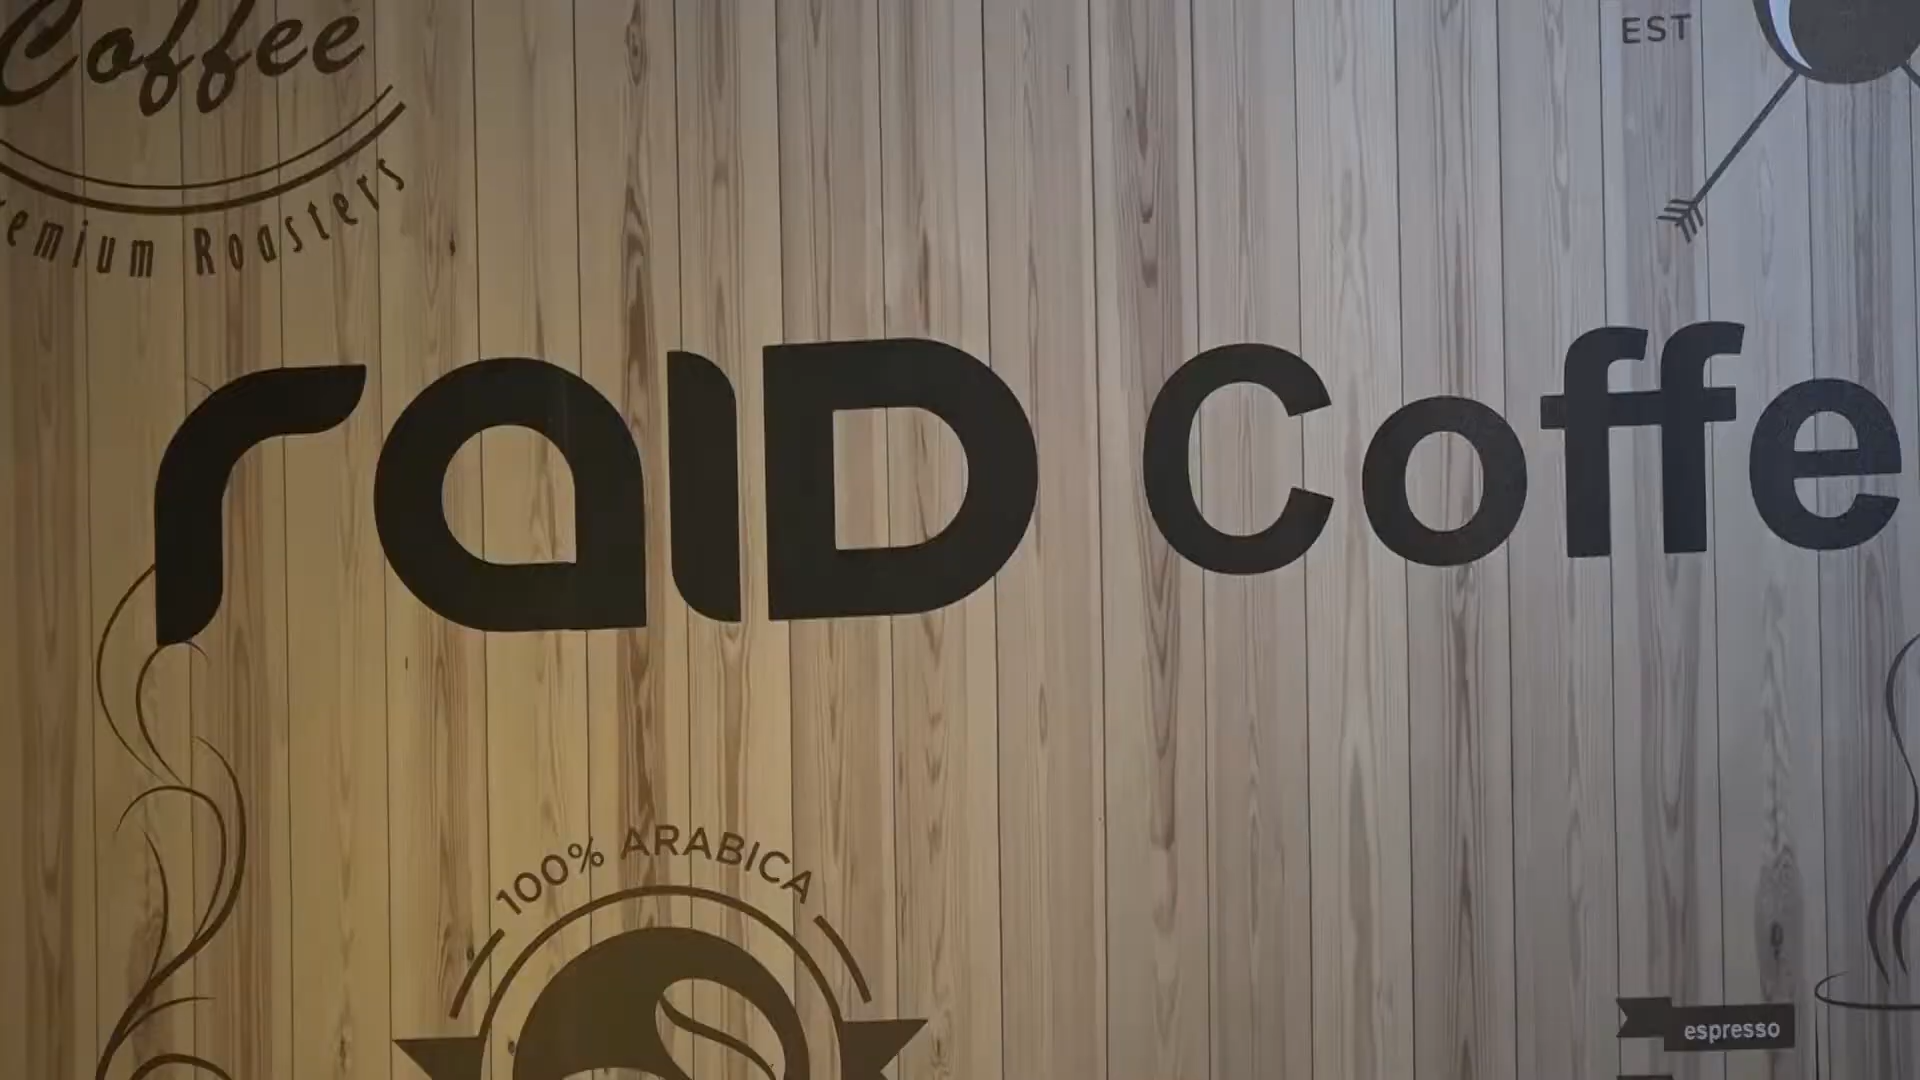 Coffee
EST
emium Roasters
raID Coffe
100% ARABICA
espresso